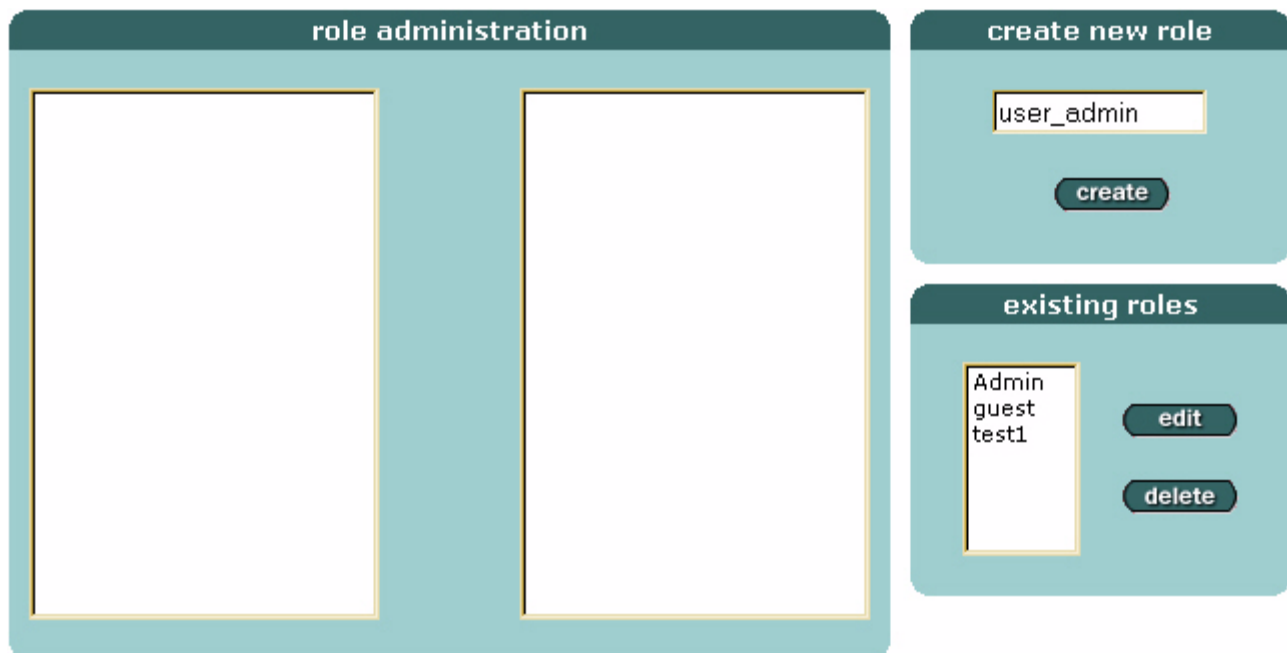 role administration
create new role
user_admin
create
existing roles
Admin
guest
test1
edit
delete